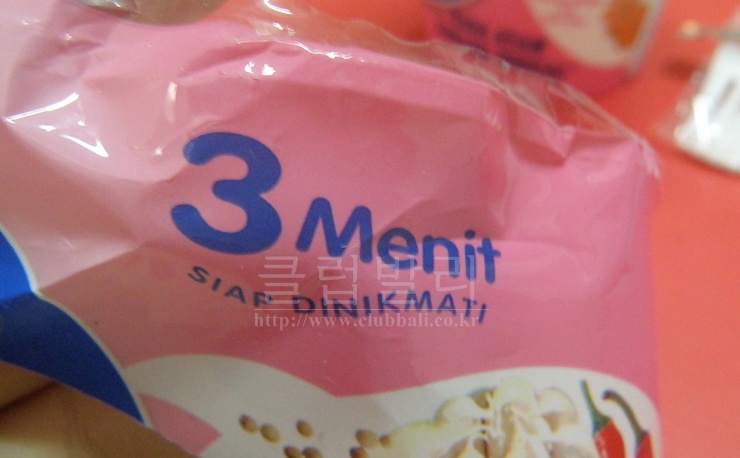 3 Menit
SIAP DINIKMATI
클럽발리
http://www.clubbali.co.kr